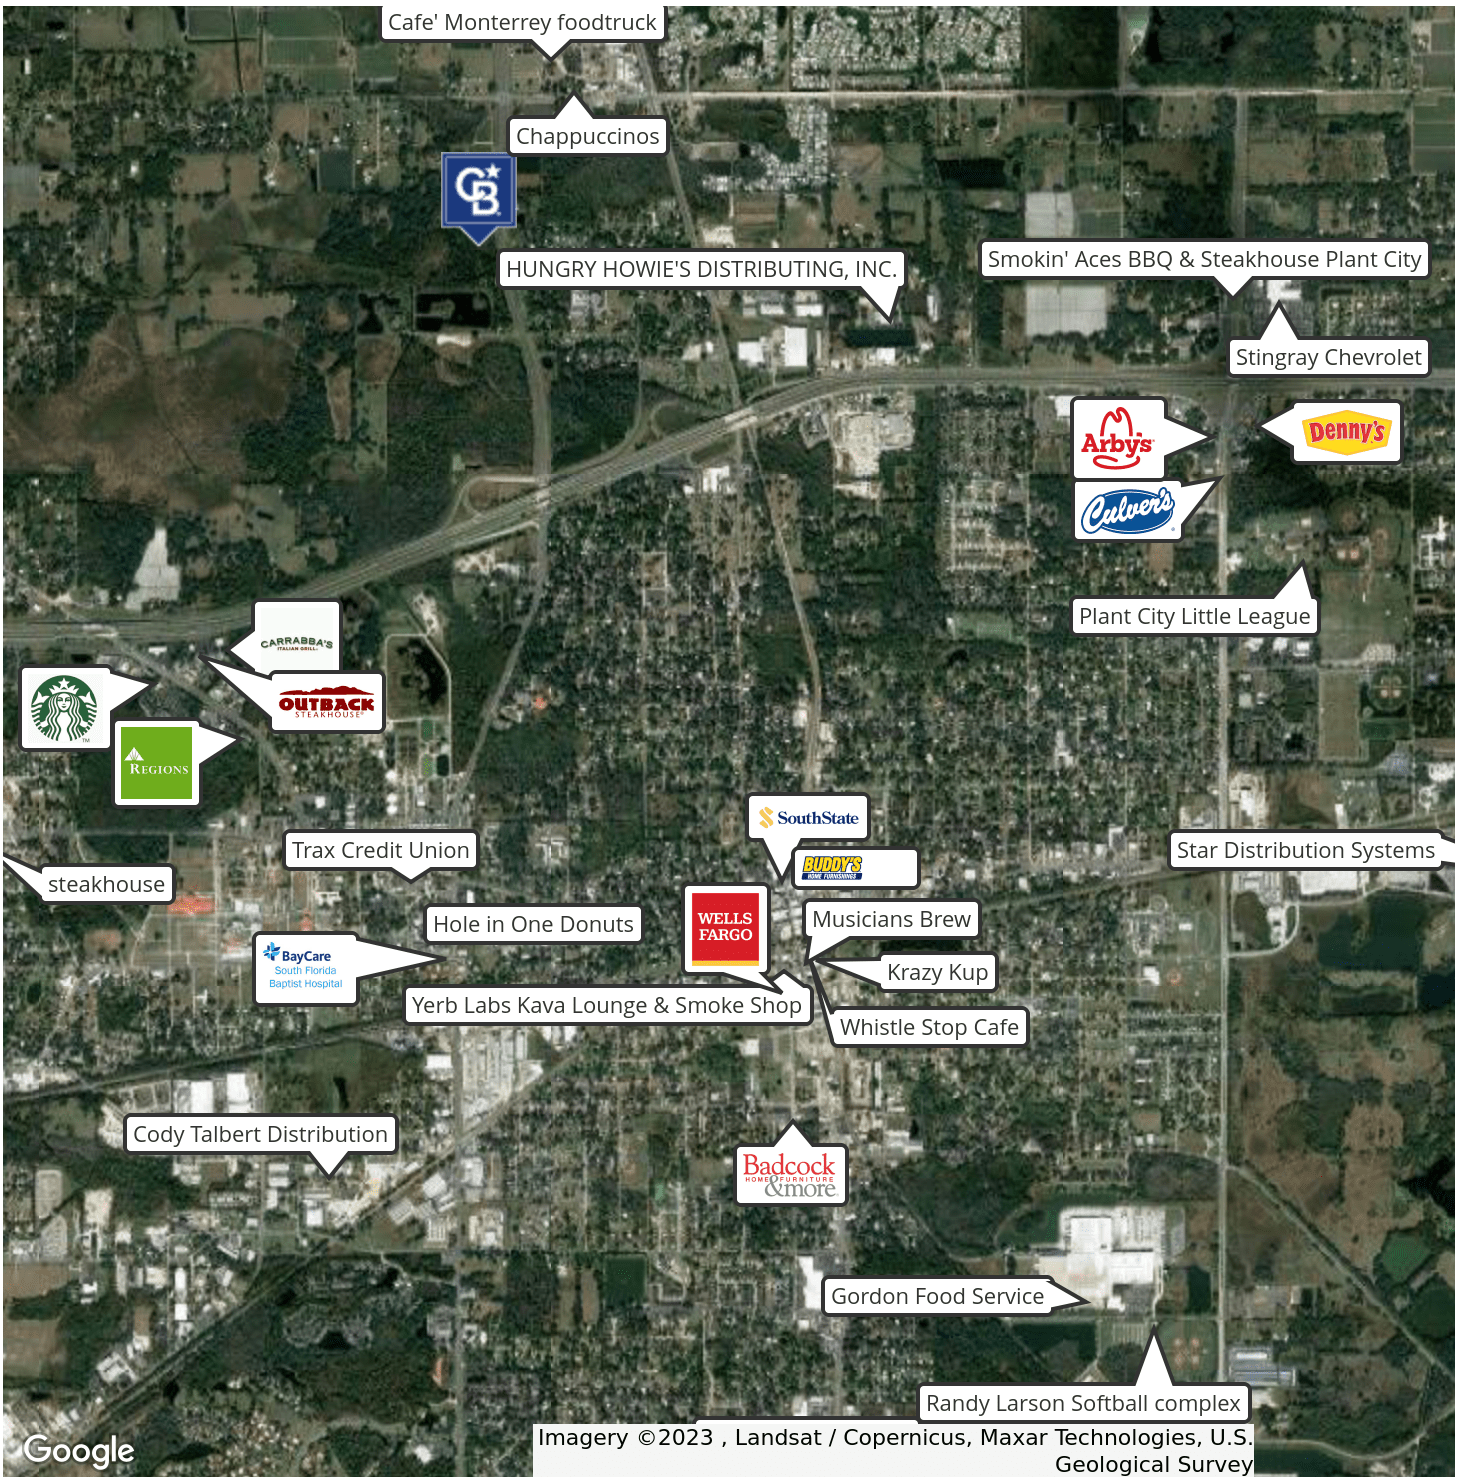 Cafe' Monterrey foodtruck
Chappuccinos
CB
HUNGRY HOWIE'S DISTRIBUTING, INC.
Smokin' Aces BBQ & Steakhouse Plant City
Stingray Chevrolet
Arby's
Denny's
Culver's
Plant City Little League
CARRABBA'S
ITALIAN GRILL
OUTBACK
STEAKHOUSE
REGIONS
SouthState
Trax Credit Union
BUDDY'S
HOME FURNISHINGS
Star Distribution Systems
steakhouse
Hole in One Donuts
WELLS
FARGO
Musicians Brew
BayCare
South Florida
Baptist Hospital
Krazy Kup
Yerb Labs Kava Lounge & Smoke Shop
Whistle Stop Cafe
Cody Talbert Distribution
Badcock
HOME FURNITURE
&more
Gordon Food Service
Randy Larson Softball complex
Google
Imagery ©2023 , Landsat / Copernicus, Maxar Technologies, U.S.
Geological Survey